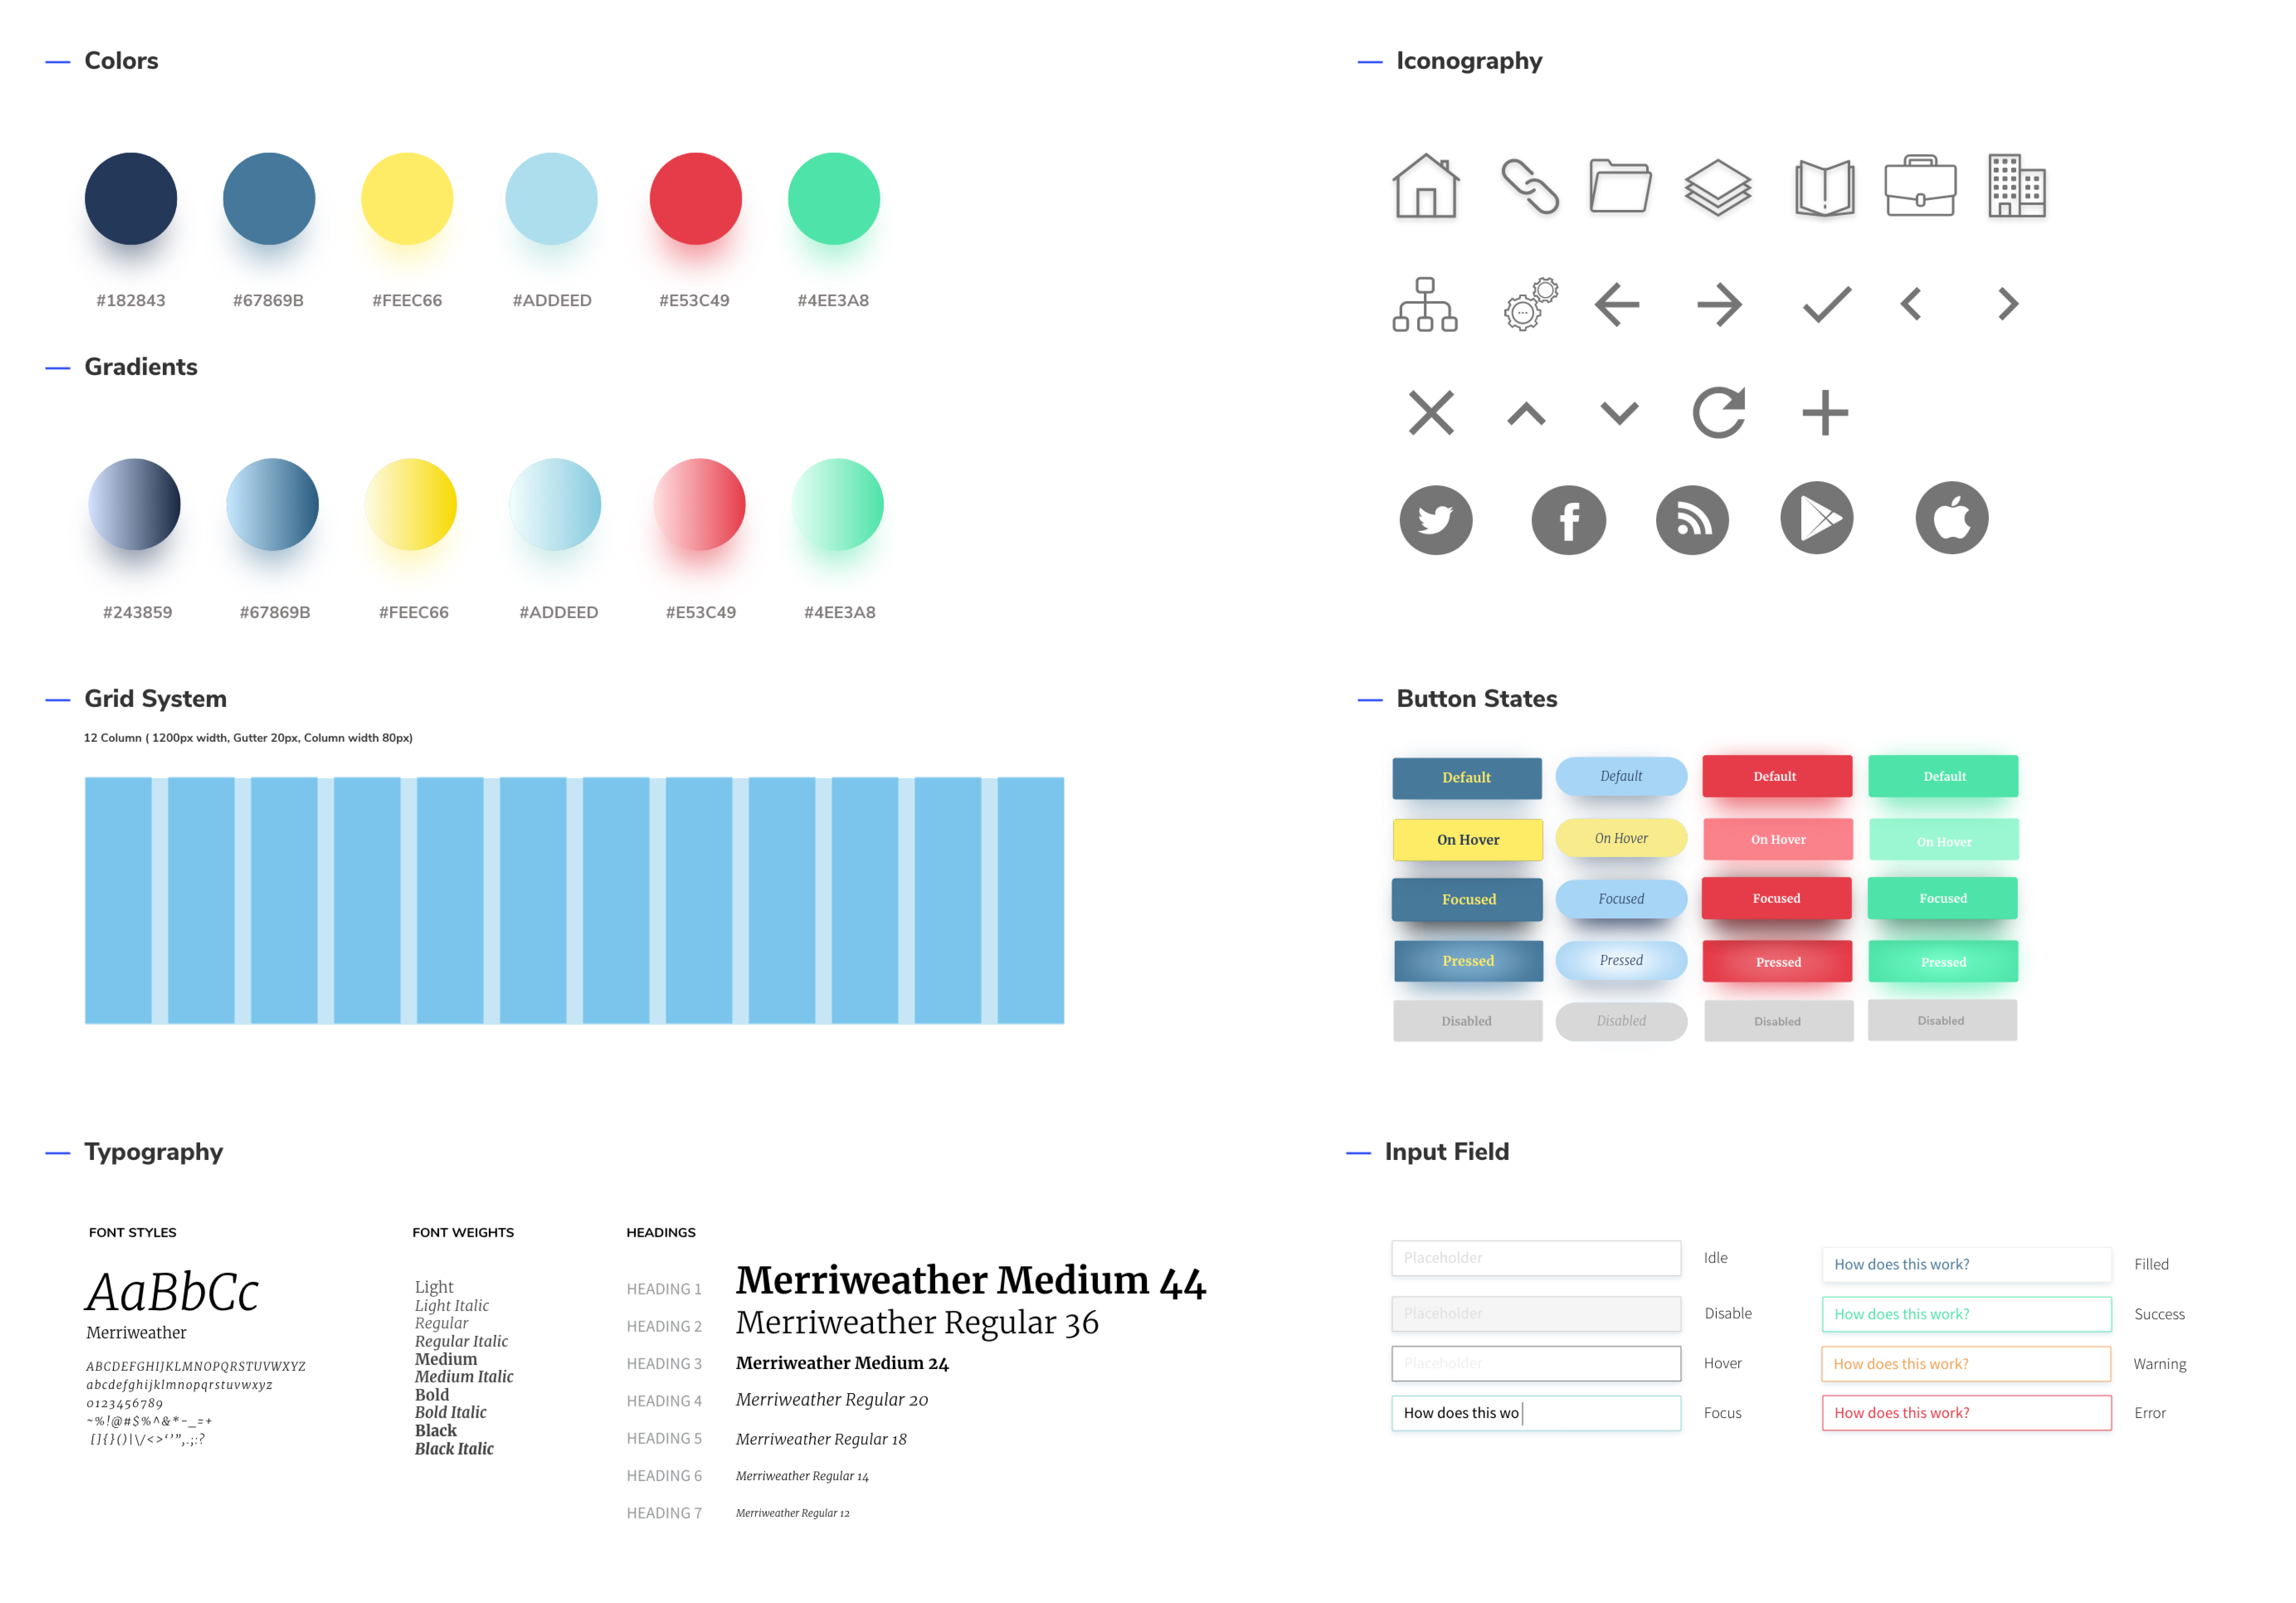 Colors
#182843 #67869B #FEEC66 #ADDEED #E53C49 #4EE3A8
Gradients
#243859 #67869B #FEEC66 #ADDEED #E53C49 #4EE3A8
Iconography
Grid System
12 Column ( 1200px width, Gutter 20px, Column width 80px)
Button States
Default Default Default Default
On Hover On Hover On Hover On Hover
Focused Focused Focused Focused
Pressed Pressed Pressed Pressed
Disabled Disabled Disabled Disabled
Typography
FONT STYLES
AaBbCc
Merriweather
ABCDEFGHIJKLMNOPQRSTUVWXYZ
abcdefghijklmnopqrstuvwxyz
0123456789
~%!@#$%^&*-_=+
[]{}()|\/<>‘’”,.;:?
FONT WEIGHTS
Light
Light Italic
Regular
Regular Italic
Medium
Medium Italic
Bold
Bold Italic
Black
Black Italic
HEADINGS
HEADING 1 Merriweather Medium 44
HEADING 2 Merriweather Regular 36
HEADING 3 Merriweather Medium 24
HEADING 4 Merriweather Regular 20
HEADING 5 Merriweather Regular 18
HEADING 6 Merriweather Regular 14
HEADING 7 Merriweather Regular 12
Input Field
Placeholder Idle
Placeholder Disable
Placeholder Hover
How does this wo Focus
How does this work? Filled
How does this work? Success
How does this work? Warning
How does this work? Error